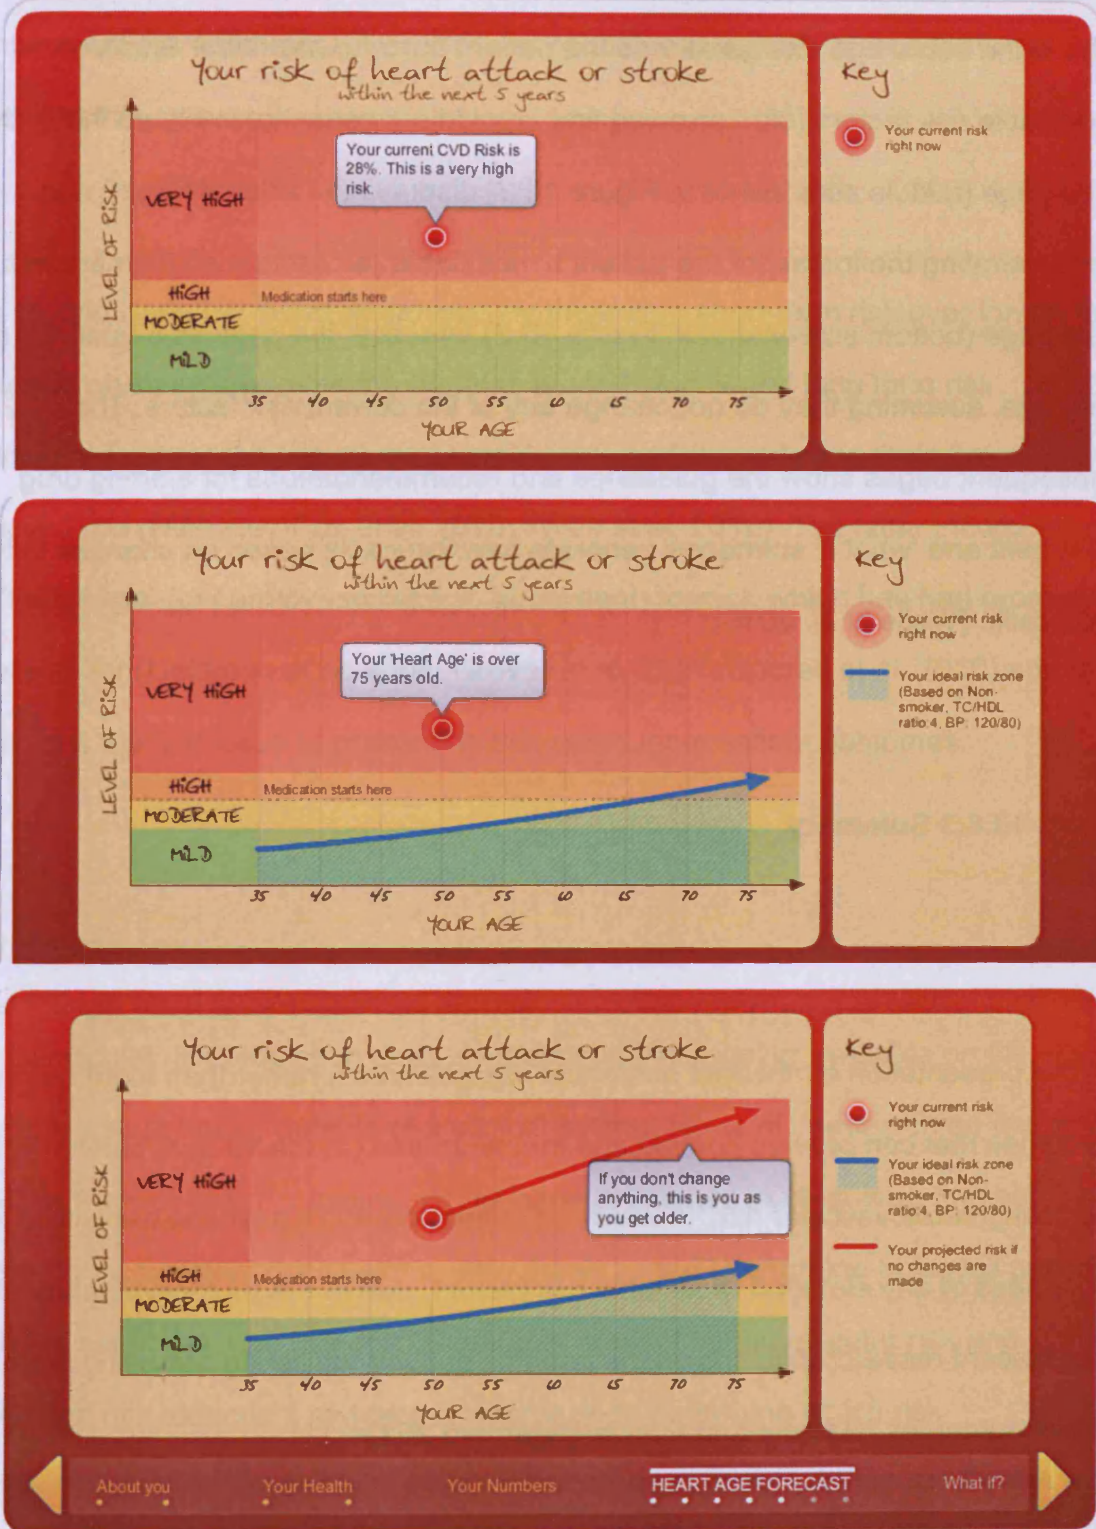 Your risk of heart attack or stroke
within the next 5 years
Your current CVD Risk is
28%. This is a very high
risk.
LEVEL OF RISK
VERY HIGH
HIGH
Medication starts here
MODERATE
MILD
35 40 45 50 55 60 65 70 75
YOUR AGE
Key
Your current risk
right now
Your risk of heart attack or stroke
within the next 5 years
Your 'Heart Age' is over
75 years old.
LEVEL OF RISK
VERY HIGH
HIGH
Medication starts here
MODERATE
MILD
35 40 45 50 55 60 65 70 75
YOUR AGE
Key
Your current risk
right now
Your ideal risk zone
(Based on Non-
smoker, TC/HDL
ratio:4, BP: 120/80)
Your risk of heart attack or stroke
within the next 5 years
If you don't change
anything, this is you as
you get older.
LEVEL OF RISK
VERY HIGH
HIGH
Medication starts here
MODERATE
MILD
35 40 45 50 55 60 65 70 75
YOUR AGE
Key
Your current risk
right now
Your ideal risk zone
(Based on Non-
smoker, TC/HDL
ratio:4, BP: 120/80)
Your projected risk if
no changes are
made
About you
Your Health
Your Numbers
HEART AGE FORECAST
What if?